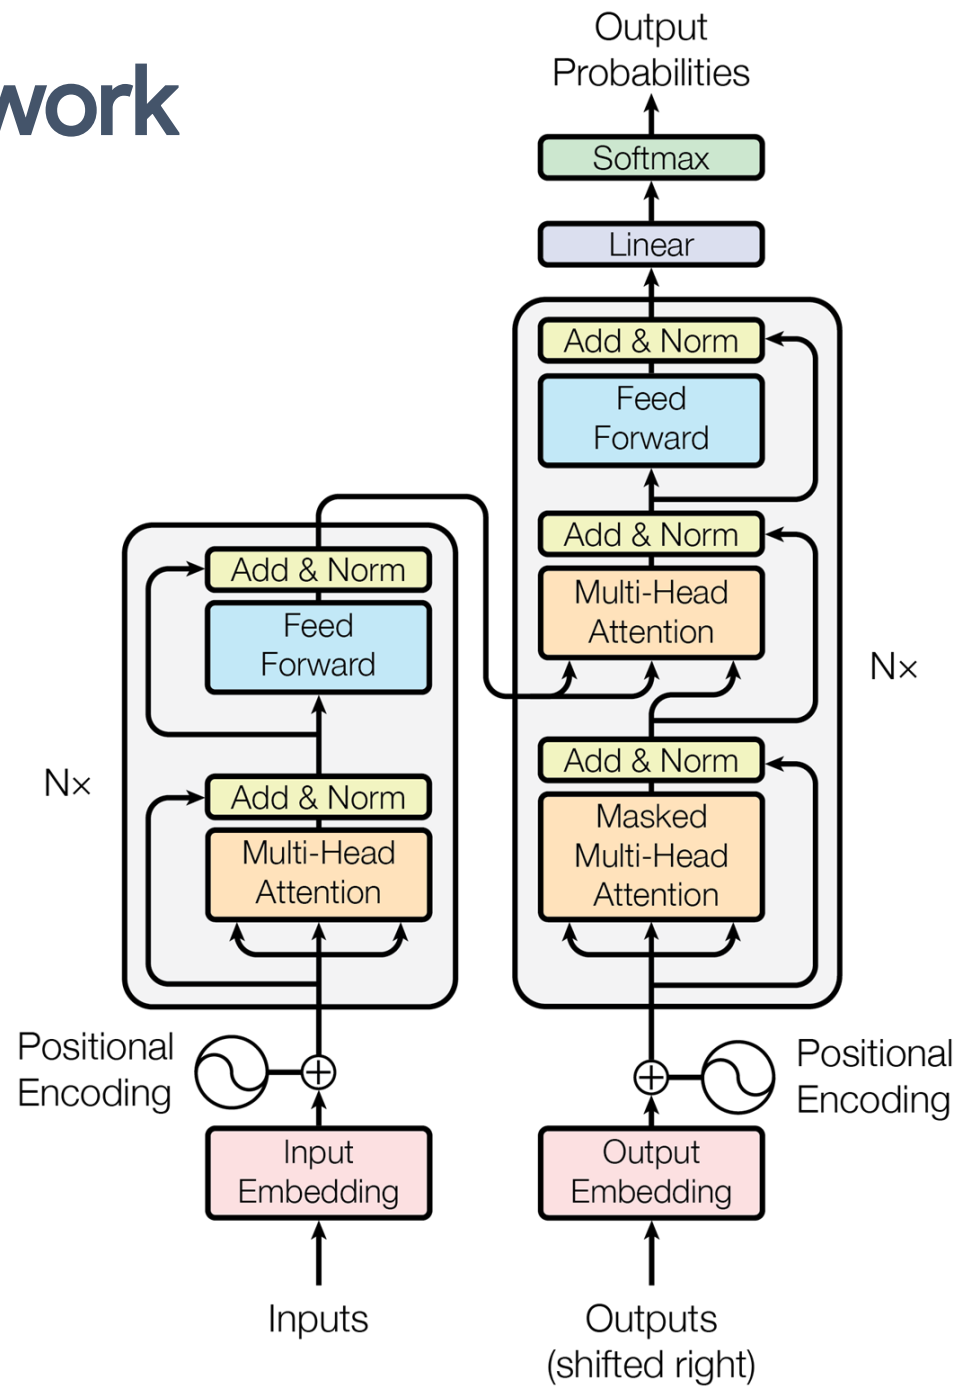 work
Output
Probabilities
Softmax
Linear
Add & Norm
Feed
Forward
Add & Norm
Multi-Head
Attention
Nx
Add & Norm
Masked
Multi-Head
Attention
Add & Norm
Feed
Forward
Nx
Add & Norm
Multi-Head
Attention
Positional
Encoding
Positional
Encoding
Input
Embedding
Output
Embedding
Inputs
Outputs
(shifted right)